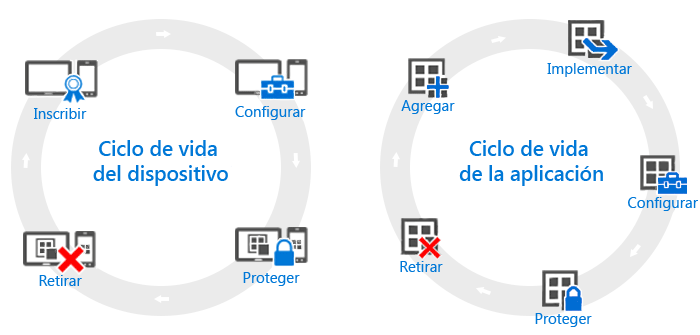 Inscribir
Configurar
Ciclo de vida
del dispositivo
Retirar
Proteger
Implementar
Agregar
Ciclo de vida
de la aplicación
Configurar
Retirar
Proteger